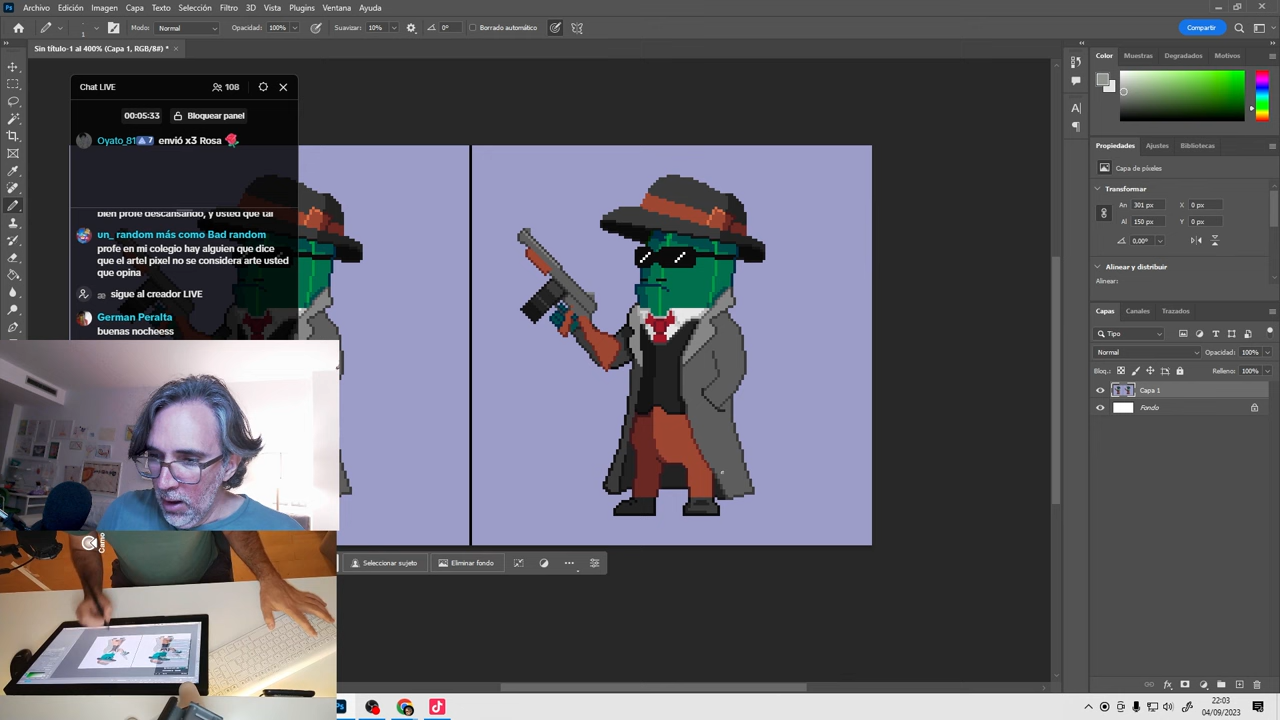 Archivo Edición Imagen Capa Texto Selección Filtro 3D Vista Plugins Ventana Ayuda
Modo: Normal Opacidad: 100% Suavizar: 10% 0° Borrado automático Compartir
Sin título-1 al 400% (Capa 1, RGB/8#) *
Color Muestras Degradados Motivos
Chat LIVE 108
00:05:33 Bloquear panel
Oyato_81 7 envió x3 Rosa
bien profe descansando, y usted que tal
un_ random más como Bad random
profe en mi colegio hay alguien que dice
que el artel pixel no se considera arte usted
que opina
æ sigue al creador LIVE
German Peralta
buenas nocheess
Propiedades Ajustes Bibliotecas
Capa de píxeles
Transformar
An 301 px X 0 px
Al 150 px Y 0 px
0,00°
Alinear y distribuir
Alinear:
Capas Canales Trazados
Tipo
Normal Opacidad: 100%
Bloq.: Relleno: 100%
Capa 1
Fondo
Seleccionar sujeto Eliminar fondo
Camo
22:03
04/09/2023